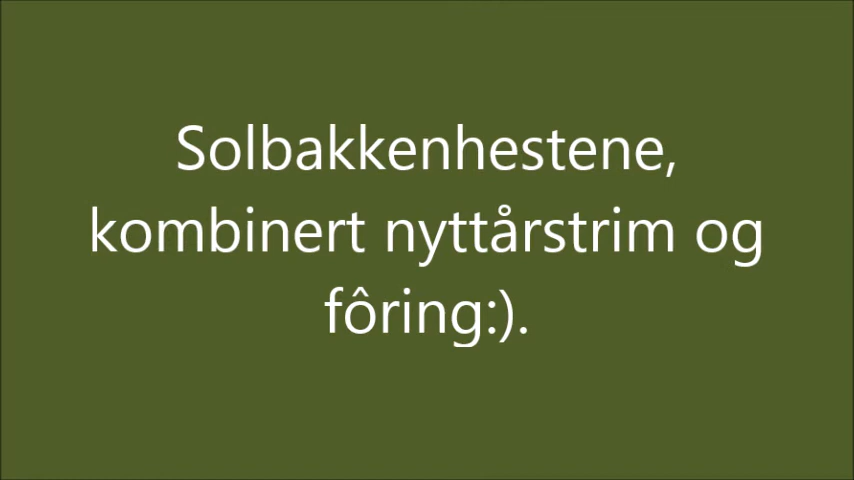 Solbakkenhestene,
kombinert nyttårstrim og
fôring:).